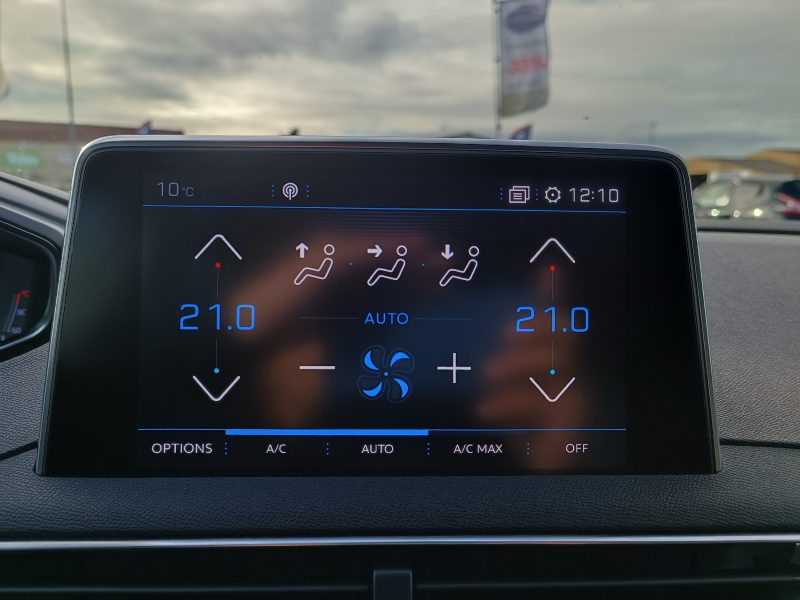 10°C 12:10
21.0 AUTO 21.0
OPTIONS A/C AUTO A/C MAX OFF